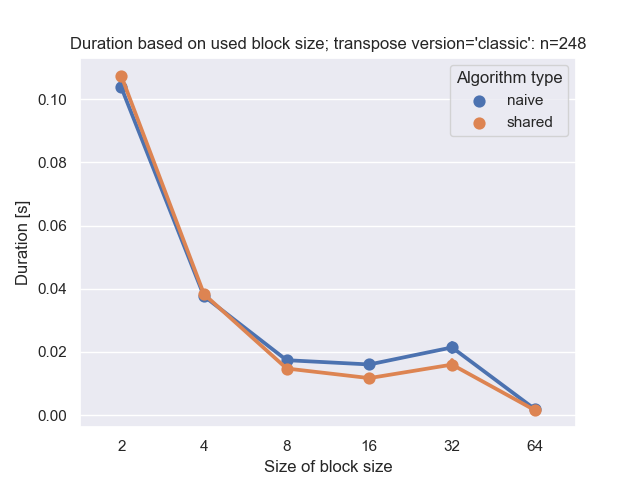 Duration based on used block size; transpose version='classic': n=248
Algorithm type
naive
shared
Duration [s]
0.10
0.08
0.06
0.04
0.02
0.00
2 4 8 16 32 64
Size of block size